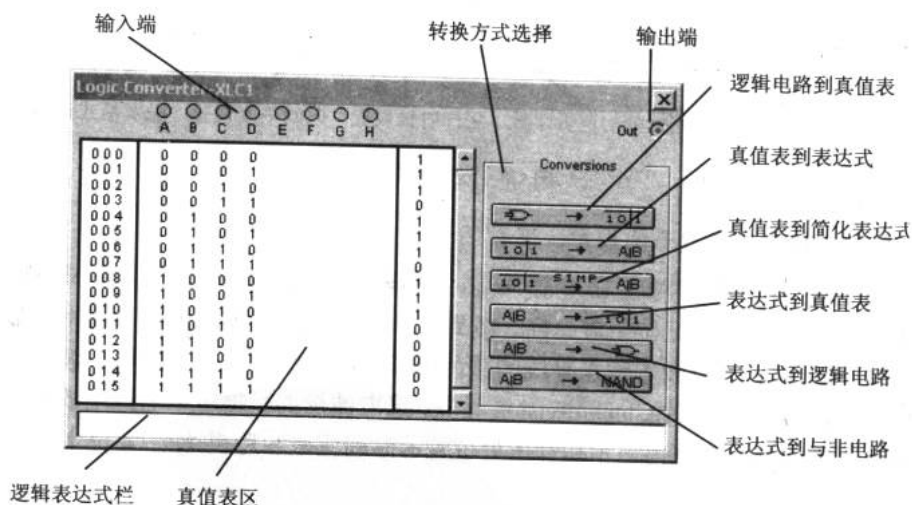 输入端
转换方式选择
输出端
Logic Converter-XLC1
A B C D E F G H
Out
000 0 0 0 0 1
001 0 0 0 1 1
002 0 0 1 0 1
003 0 0 1 1 0
004 0 1 0 0 1
005 0 1 0 1 1
006 0 1 1 0 1
007 0 1 1 1 0
008 1 0 0 0 1
009 1 0 0 1 1
010 1 0 1 0 1
011 1 0 1 1 0
012 1 1 0 0 0
013 1 1 0 1 0
014 1 1 1 0 0
015 1 1 1 1 0
Conversions
→ 10|1
10|1 → A|B
10|1 SIMP → A|B
A|B → 10|1
A|B →
A|B → NAND
逻辑电路到真值表
真值表到表达式
真值表到简化表达式
表达式到真值表
表达式到逻辑电路
表达式到与非电路
逻辑表达式栏
真值表区